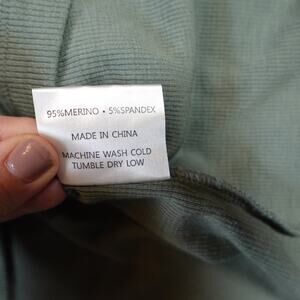 95%MERINO • 5%SPANDEX
MADE IN CHINA
MACHINE WASH COLD
TUMBLE DRY LOW